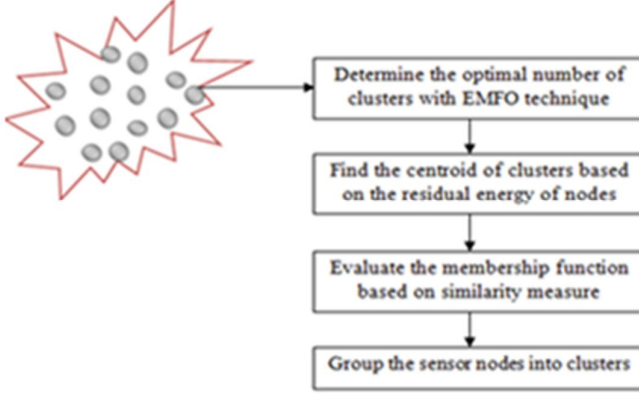 Determine the optimal number of
clusters with EMFO technique
Find the centroid of clusters based
on the residual energy of nodes
Evaluate the membership function
based on similarity measure
Group the sensor nodes into clusters